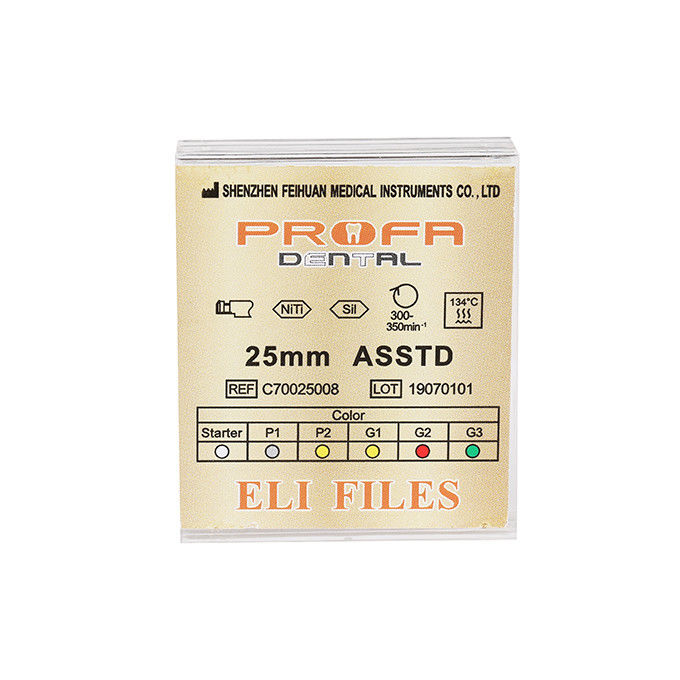 SHENZHEN FEIHUAN MEDICAL INSTRUMENTS CO., LTD
PROFA
DENTAL
NiTi Sil 300-350min⁻¹ 134°C
25mm ASSTD
REF C70025008 LOT 19070101
Color
Starter P1 P2 G1 G2 G3
ELI FILES